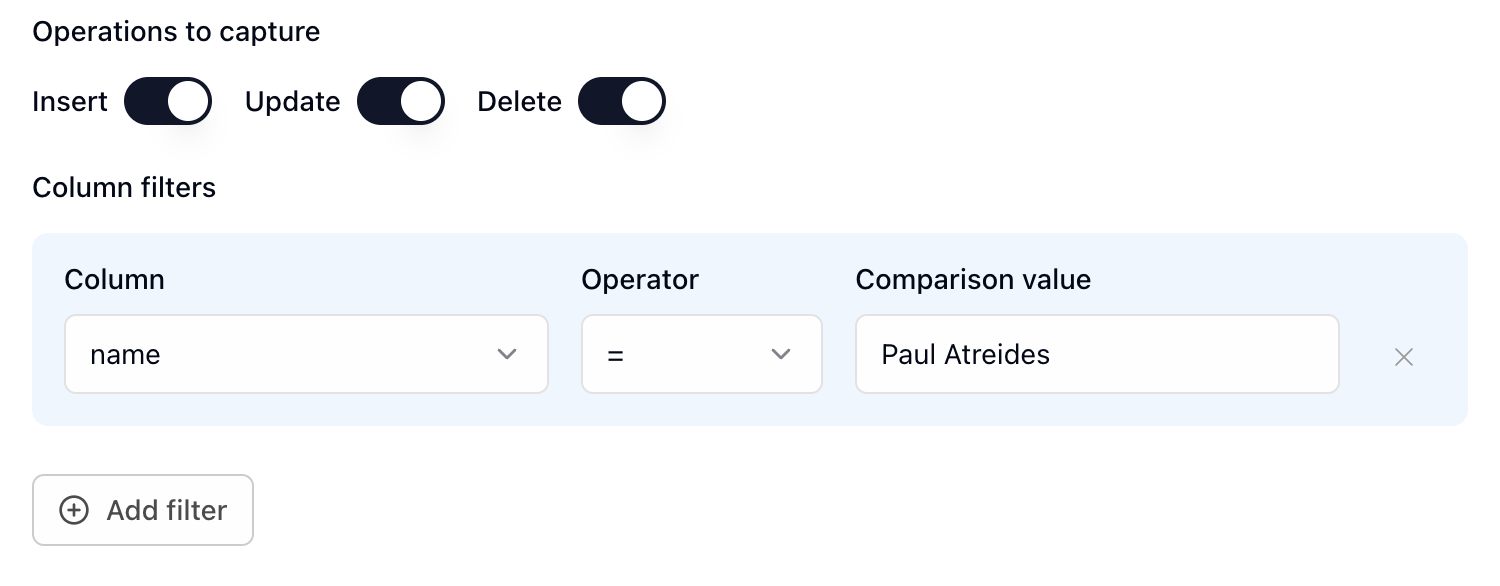 Operations to capture
Insert Update Delete
Column filters
Column Operator Comparison value
name = Paul Atreides
Add filter